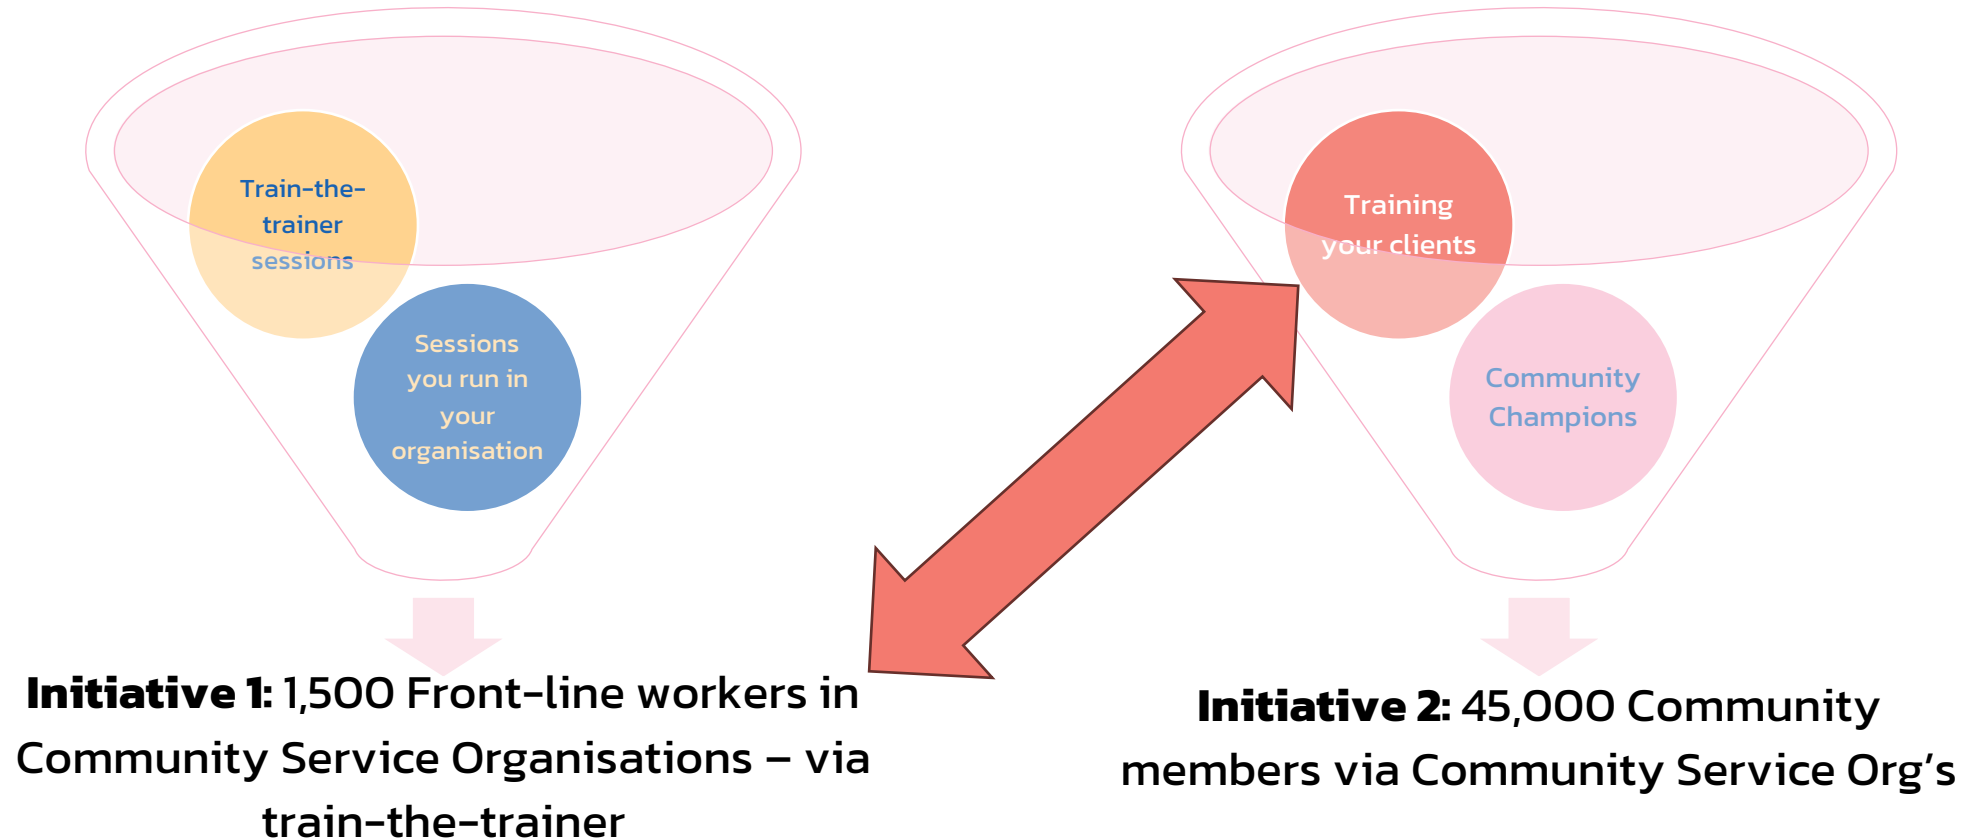 Train-the-
trainer
sessions
Sessions
you run in
your
organisation
Initiative 1: 1,500 Front-line workers in
Community Service Organisations – via
train-the-trainer
Training
your clients
Community
Champions
Initiative 2: 45,000 Community
members via Community Service Org’s